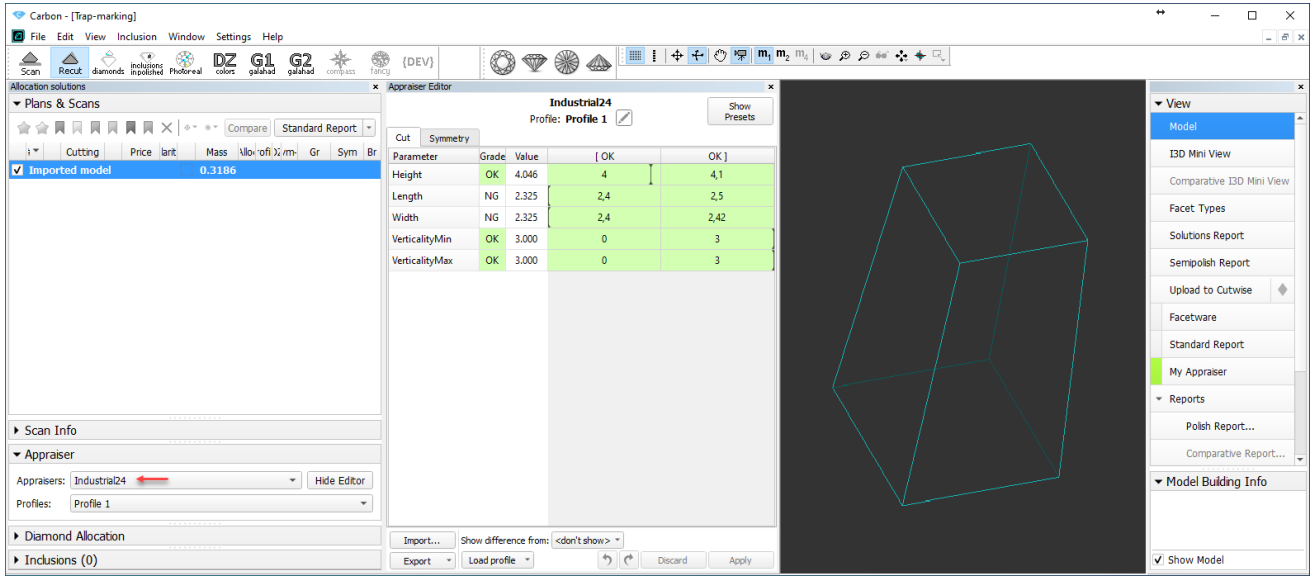 Carbon - [Trap-marking]
File Edit View Inclusion Window Settings Help
Scan Recut diamonds inclusions inpolished Photoreal DZ colors G1 galahad G2 galahad compass fancy {DEV}
m1 m2 m4
Allocation solutions
Plans & Scans
Compare Standard Report
Cutting Price larit Mass Gr Sym Br
Imported model 0.3186
Scan Info
Appraiser
Appraisers: Industrial24 Hide Editor
Profiles: Profile 1
Diamond Allocation
Inclusions (0)
Appraiser Editor
Industrial24
Profile: Profile 1
Show Presets
Cut Symmetry
Parameter Grade Value [ OK OK ]
Height OK 4.046 4 4,1
Length NG 2.325 2,4 2,5
Width NG 2.325 2,4 2,42
VerticalityMin OK 3.000 0 3
VerticalityMax OK 3.000 0 3
Import... Show difference from: <don't show>
Export Load profile Discard Apply
View
Model
I3D Mini View
Comparative I3D Mini View
Facet Types
Solutions Report
Semipolish Report
Upload to Cutwise
Facetware
Standard Report
My Appraiser
Reports
Polish Report...
Comparative Report...
Model Building Info
Show Model